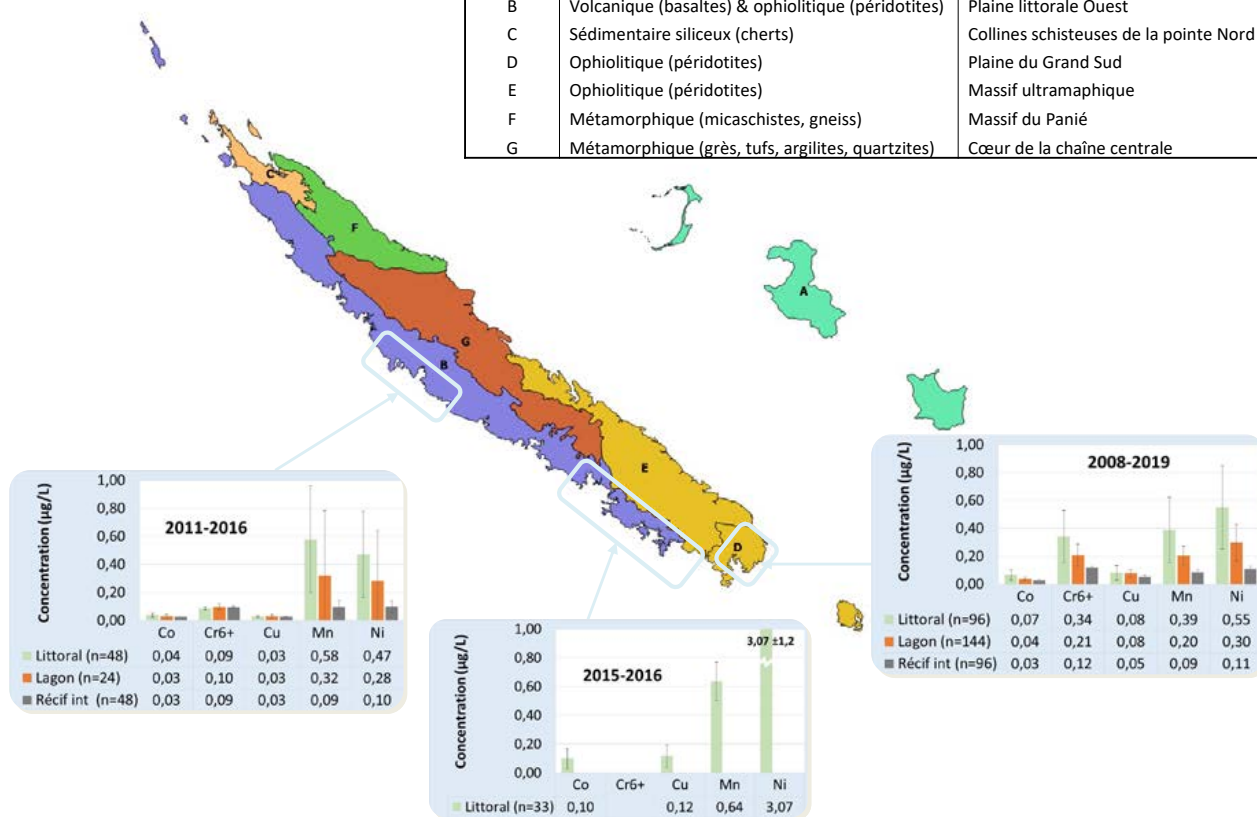 B Volcanique (basaltes) & ophiolitique (péridotites) Plaine littorale Ouest
C Sédimentaire siliceux (cherts) Collines schisteuses de la pointe Nord
D Ophiolitique (péridotites) Plaine du Grand Sud
E Ophiolitique (péridotites) Massif ultramaphique
F Métamorphique (micaschistes, gneiss) Massif du Panié
G Métamorphique (grès, tufs, argilites, quartzites) Cœur de la chaîne centrale
C
F
A
G
B
E
D
Concentration (µg/L)
1,00
0,80
0,60
0,40
0,20
0,00
2011-2016
Co Cr6+ Cu Mn Ni
Littoral (n=48) 0,04 0,09 0,03 0,58 0,47
Lagon (n=24) 0,03 0,10 0,03 0,32 0,28
Récif int (n=48) 0,03 0,09 0,03 0,09 0,10
Concentration (µg/L)
1,00
0,80
0,60
0,40
0,20
0,00
3,07 ±1,2
2015-2016
Co Cr6+ Cu Mn Ni
Littoral (n=33) 0,10 0,12 0,64 3,07
Concentration (µg/L)
1,00
0,80
0,60
0,40
0,20
0,00
2008-2019
Co Cr6+ Cu Mn Ni
Littoral (n=96) 0,07 0,34 0,08 0,39 0,55
Lagon (n=144) 0,04 0,21 0,08 0,20 0,30
Récif int (n=96) 0,03 0,12 0,05 0,09 0,11